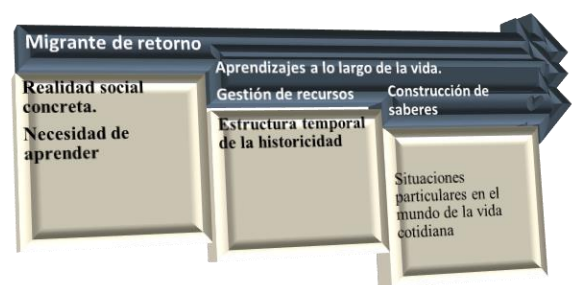 Migrante de retorno
Realidad social
concreta.
Necesidad de
aprender
Aprendizajes a lo largo de la vida.
Gestión de recursos
Estructura temporal
de la historicidad
Construcción de
saberes
Situaciones
particulares en el
mundo de la vida
cotidiana